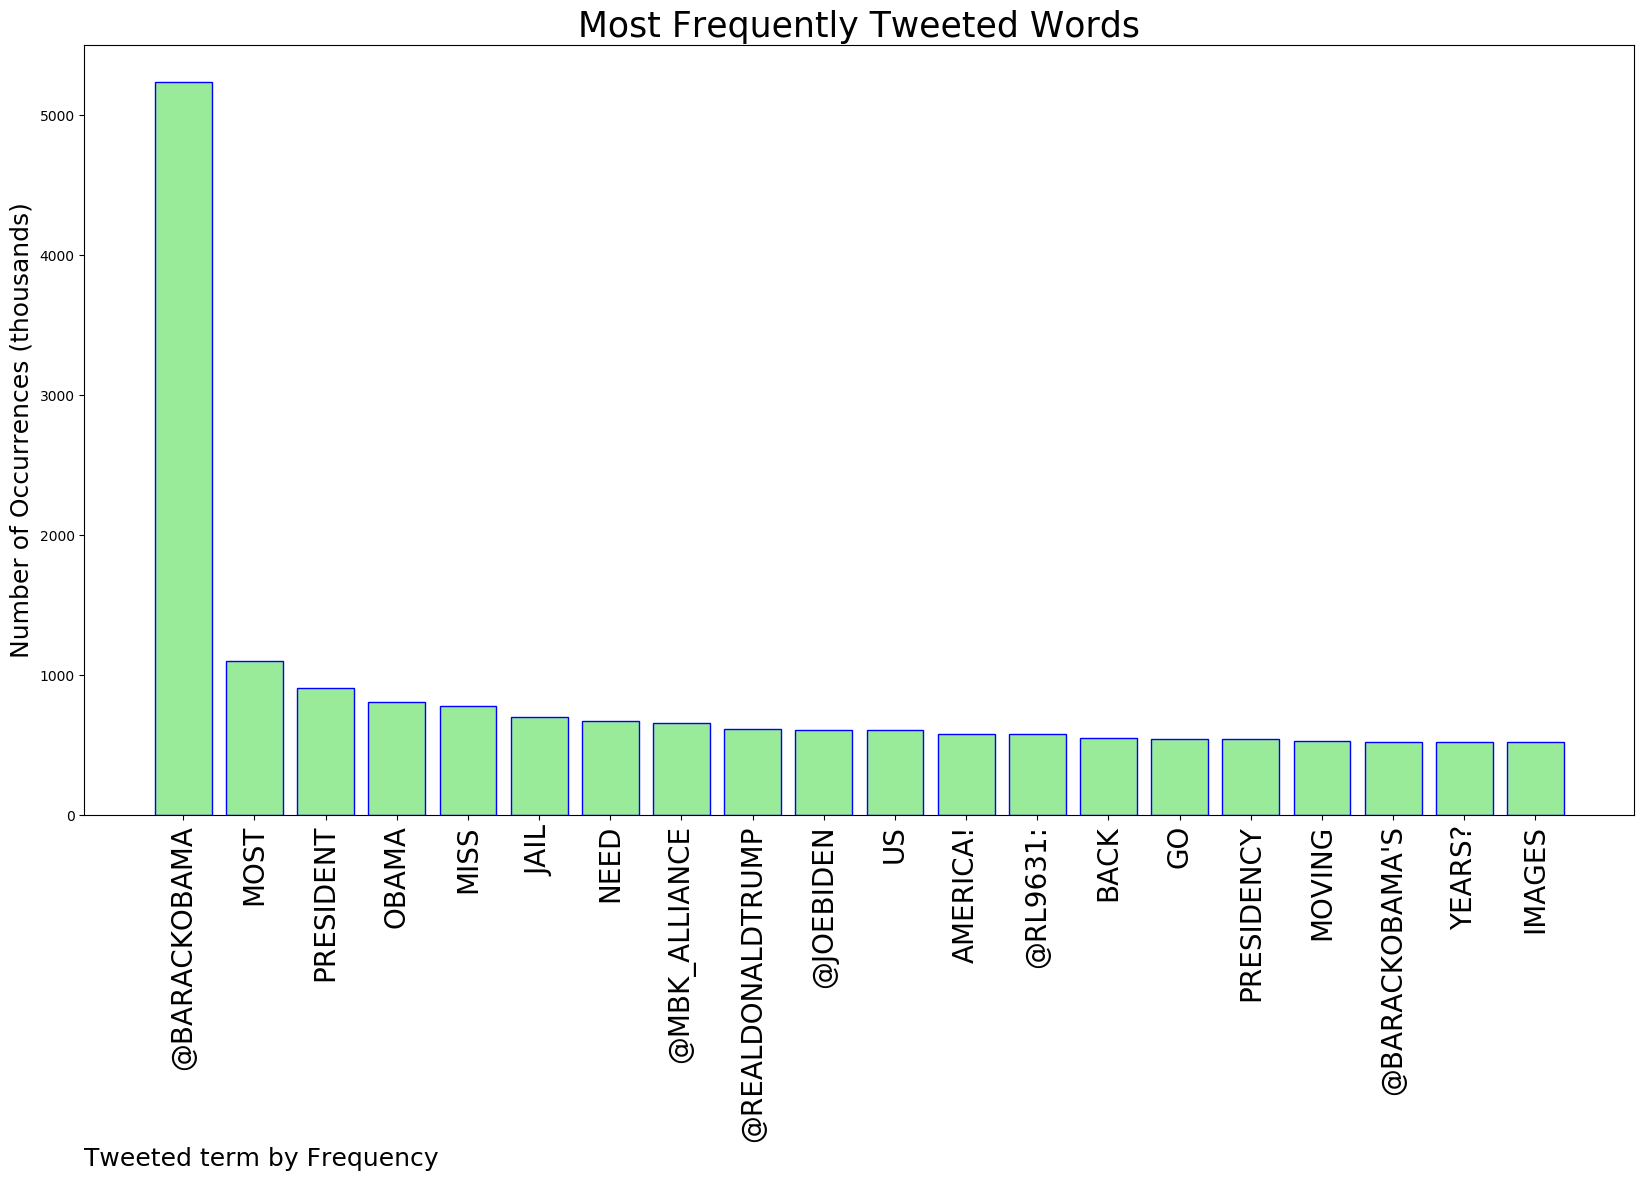 Most Frequently Tweeted Words
Number of Occurrences (thousands)
5000
4000
3000
2000
1000
0
@BARACKOBAMA
MOST
PRESIDENT
OBAMA
MISS
JAIL
NEED
@MBK_ALLIANCE
@REALDONALDTRUMP
@JOEBIDEN
US
AMERICA!
@RL9631:
BACK
GO
PRESIDENCY
MOVING
@BARACKOBAMA'S
YEARS?
IMAGES
Tweeted term by Frequency